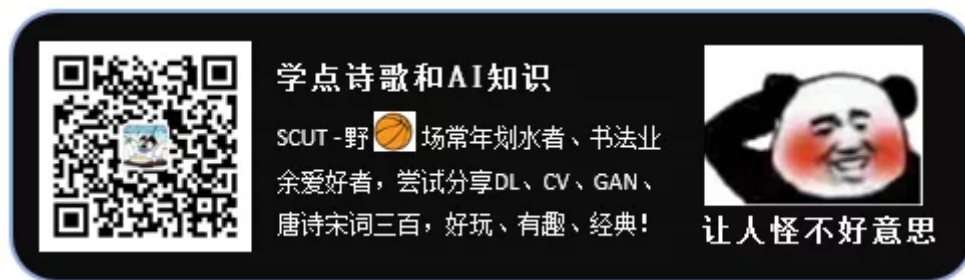 学点诗歌和AI知识
SCUT -野🏀场常年划水者、书法业
余爱好者，尝试分享DL、CV、GAN、
唐诗宋词三百，好玩、有趣、经典！
让人怪不好意思